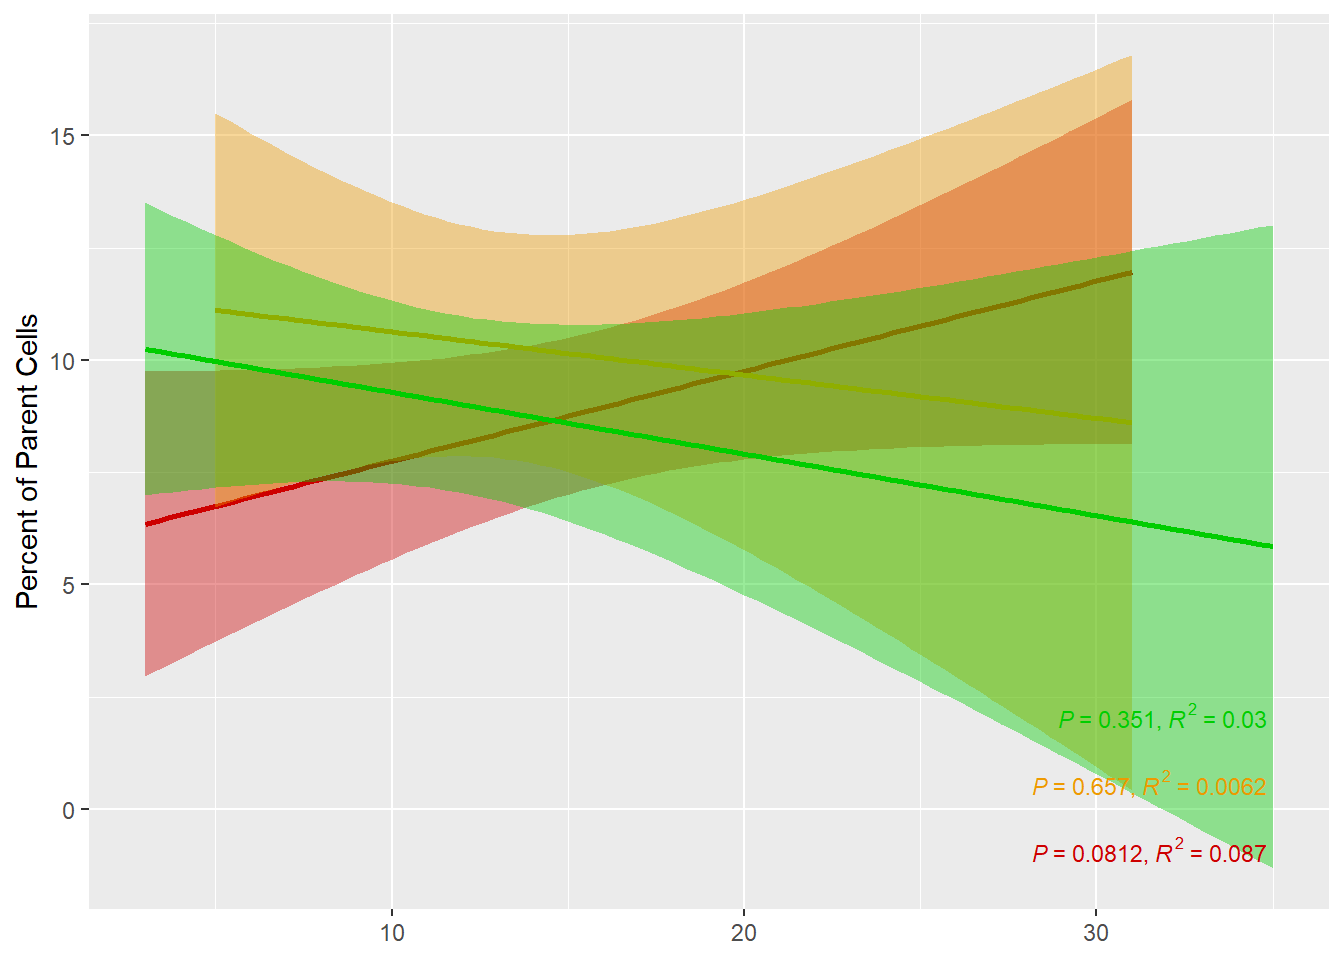 Percent of Parent Cells
15
10
5
0
P = 0.351, R² = 0.03
P = 0.657, R² = 0.0062
P = 0.0812, R² = 0.087
10 20 30